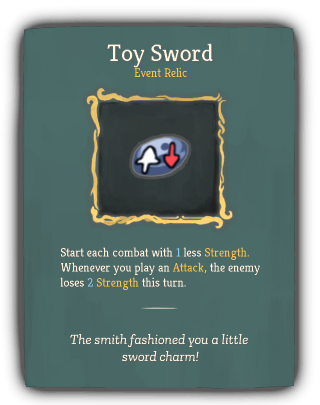 Toy Sword
Event Relic
Start each combat with 1 less Strength.
Whenever you play an Attack, the enemy
loses 2 Strength this turn.
The smith fashioned you a little
sword charm!